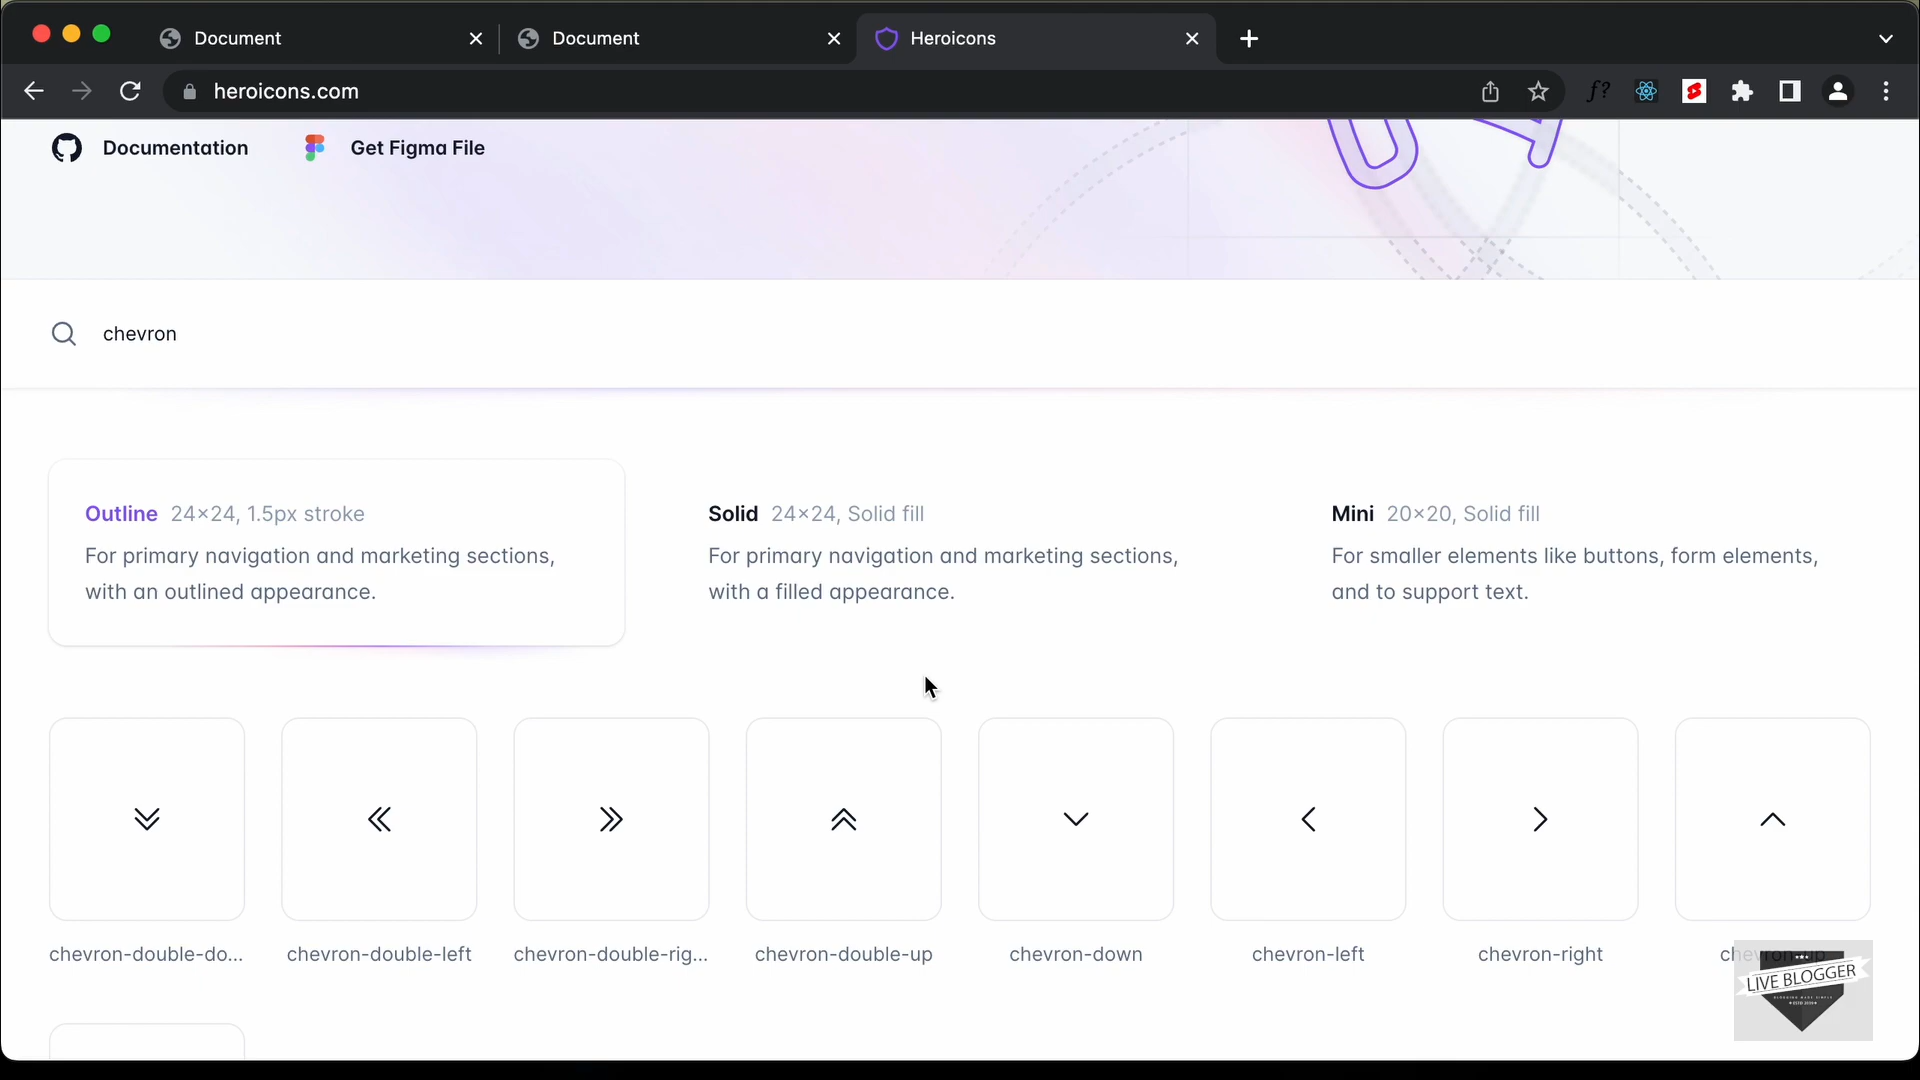 Document
Document
Heroicons
heroicons.com
Documentation
Get Figma File
chevron
Outline 24×24, 1.5px stroke
For primary navigation and marketing sections,
with an outlined appearance.
Solid 24×24, Solid fill
For primary navigation and marketing sections,
with a filled appearance.
Mini 20×20, Solid fill
For smaller elements like buttons, form elements,
and to support text.
chevron-double-do...
chevron-double-left
chevron-double-rig...
chevron-double-up
chevron-down
chevron-left
chevron-right
chevron-up
LIVE BLOGGER